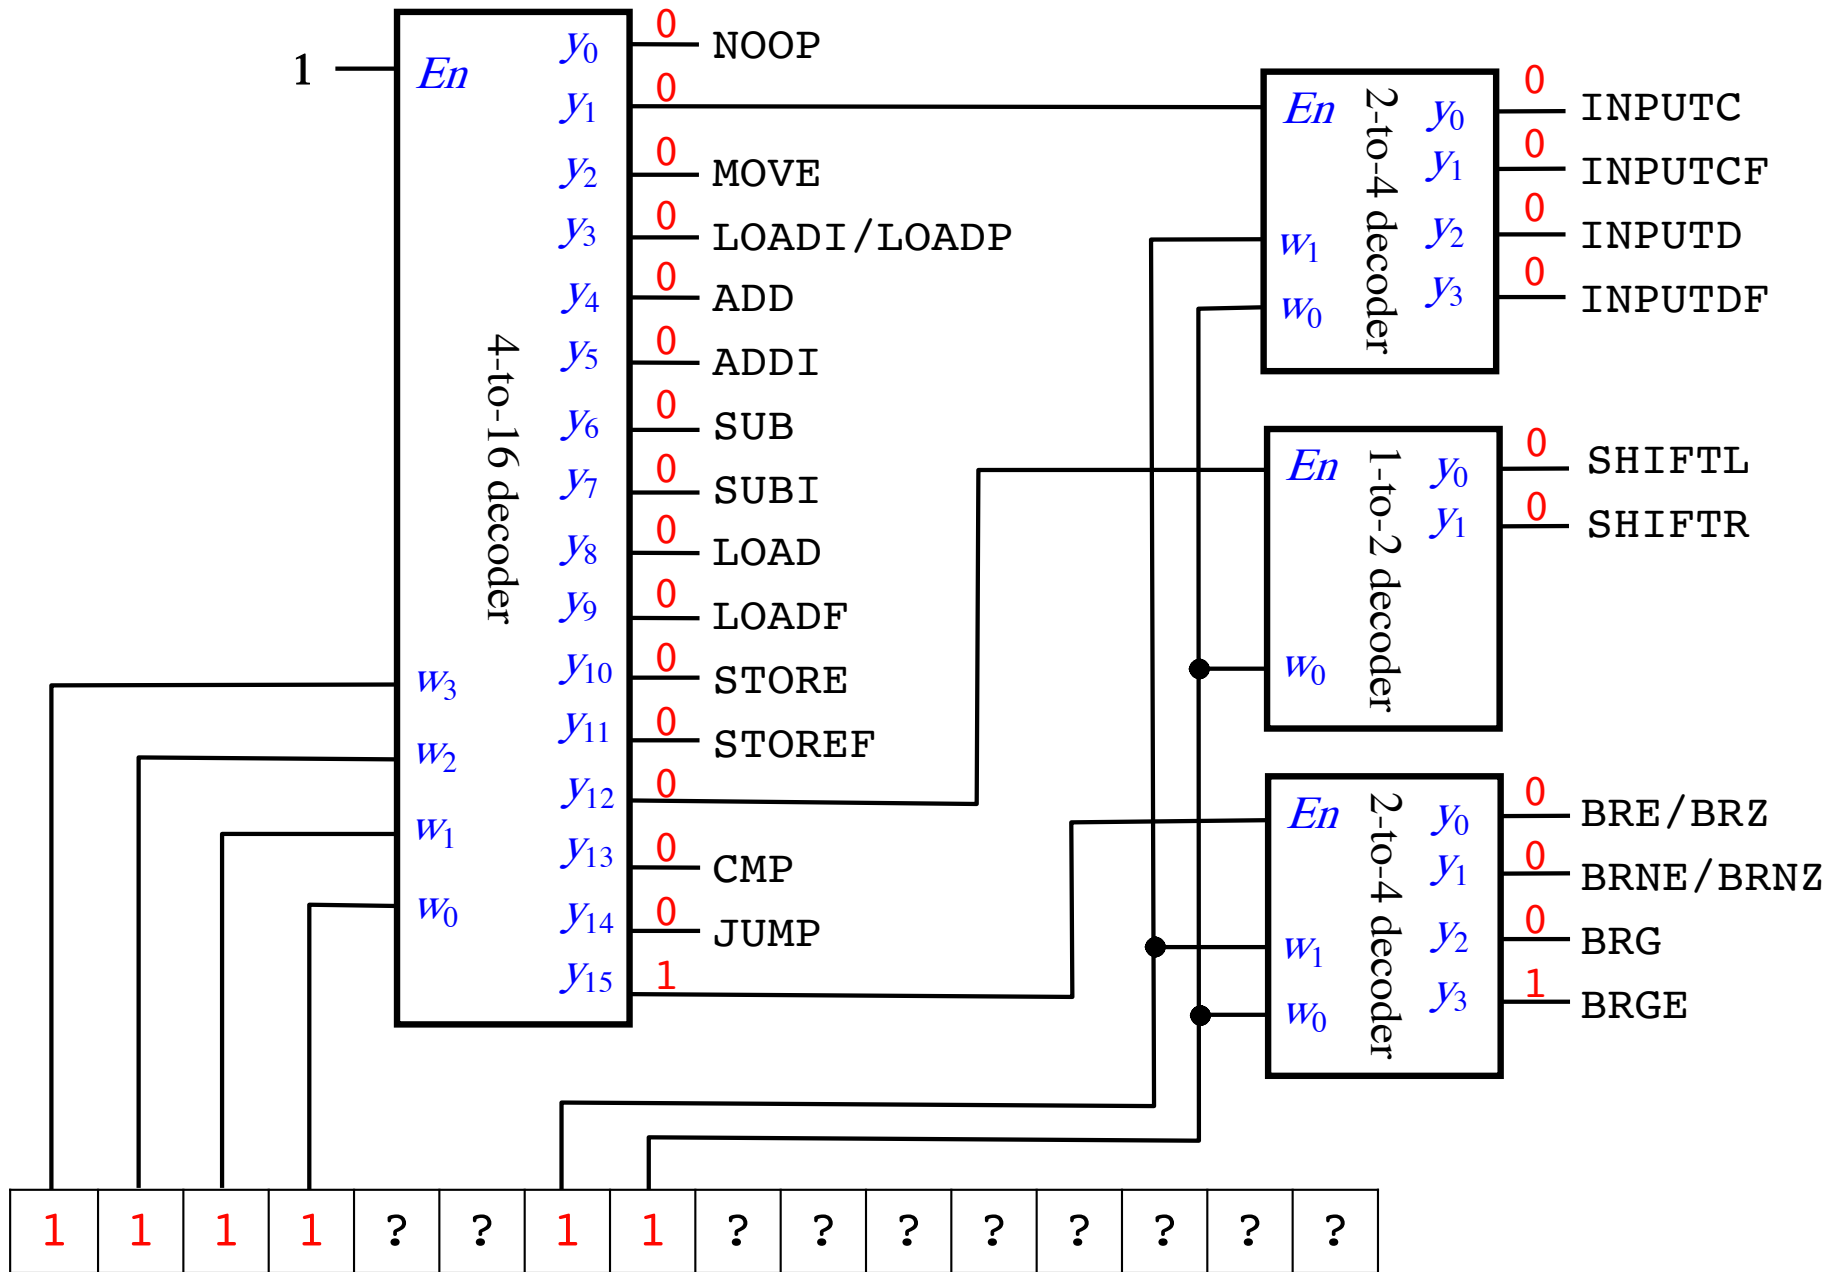 1
En
4-to-16 decoder
w3
w2
w1
w0
y0 0 NOOP
y1 0
y2 0 MOVE
y3 0 LOADI/LOADP
y4 0 ADD
y5 0 ADDI
y6 0 SUB
y7 0 SUBI
y8 0 LOAD
y9 0 LOADF
y10 0 STORE
y11 0 STOREF
y12 0
y13 0 CMP
y14 0 JUMP
y15 1
En
w1
w0
2-to-4 decoder
y0 0 INPUTC
y1 0 INPUTCF
y2 0 INPUTD
y3 0 INPUTDF
En
w0
1-to-2 decoder
y0 0 SHIFTL
y1 0 SHIFTR
En
w1
w0
2-to-4 decoder
y0 0 BRE/BRZ
y1 0 BRNE/BRNZ
y2 0 BRG
y3 1 BRGE
1 1 1 1 ? ? 1 1 ? ? ? ? ? ? ? ?